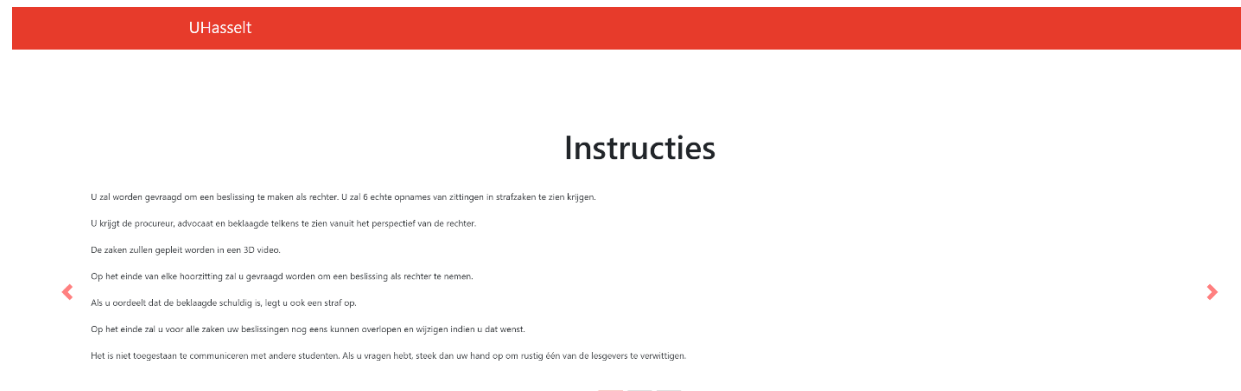 UHasselt
Instructies
U zal worden gevraagd om een beslissing te maken als rechter. U zal 6 echte opnames van zittingen in strafzaken te zien krijgen.
U krijgt de procureur, advocaat en beklaagde telkens te zien vanuit het perspectief van de rechter.
De zaken zullen gepleit worden in een 3D video.
Op het einde van elke hoorzitting zal u gevraagd worden om een beslissing als rechter te nemen.
Als u oordeelt dat de beklaagde schuldig is, legt u ook een straf op.
Op het einde zal u voor alle zaken uw beslissingen nog eens kunnen overlopen en wijzigen indien u dat wenst.
Het is niet toegestaan te communiceren met andere studenten. Als u vragen hebt, steek dan uw hand op om rustig één van de lesgevers te verwittigen.